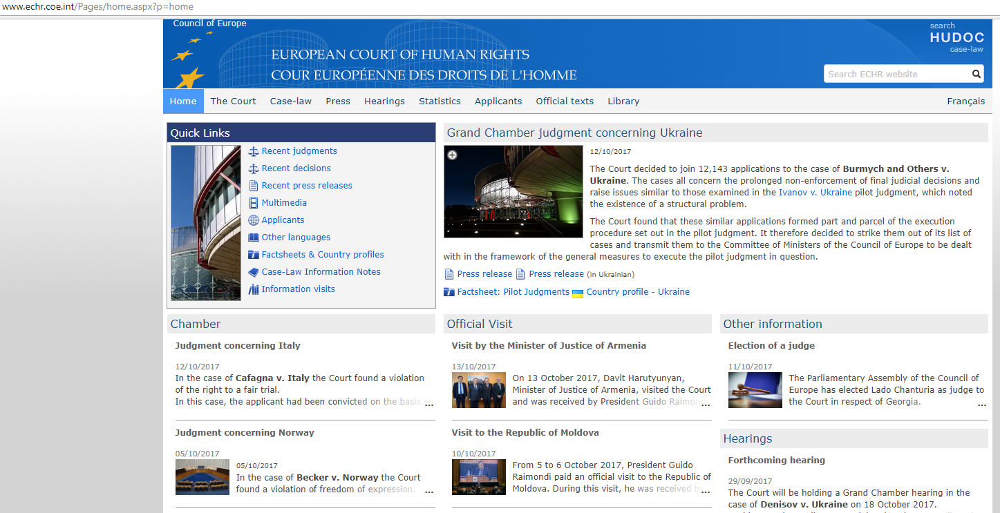 www.echr.coe.int/Pages/home.aspx?p=home
Council of Europe
EUROPEAN COURT OF HUMAN RIGHTS
COUR EUROPÉENNE DES DROITS DE L'HOMME
search
HUDOC
case-law
Search ECHR website
Home The Court Case-law Press Hearings Statistics Applicants Official texts Library Français
Quick Links
Recent judgments
Recent decisions
Recent press releases
Multimedia
Applicants
Other languages
Factsheets & Country profiles
Case-Law Information Notes
Information visits
Grand Chamber judgment concerning Ukraine
12/10/2017
The Court decided to join 12,143 applications to the case of Burmych and Others v.
Ukraine. The cases all concern the prolonged non-enforcement of final judicial decisions and
raise issues similar to those examined in the Ivanov v. Ukraine pilot judgment, which noted
the existence of a structural problem.
The Court found that these similar applications formed part and parcel of the execution
procedure set out in the pilot judgment. It therefore decided to strike them out of its list of
cases and transmit them to the Committee of Ministers of the Council of Europe to be dealt
with in the framework of the general measures to execute the pilot judgment in question.
Press release Press release (in Ukrainian)
Factsheet: Pilot Judgments Country profile - Ukraine
Chamber
Judgment concerning Italy
12/10/2017
In the case of Cafagna v. Italy the Court found a violation
of the right to a fair trial.
In this case, the applicant had been convicted on the basis ...
Judgment concerning Norway
05/10/2017
05/10/2017
In the case of Becker v. Norway the Court
found a violation of freedom of expression. ...
Official Visit
Visit by the Minister of Justice of Armenia
13/10/2017
On 13 October 2017, Davit Harutyunyan,
Minister of Justice of Armenia, visited the Court
and was received by President Guido Raimondi ...
Visit to the Republic of Moldova
10/10/2017
From 5 to 6 October 2017, President Guido
Raimondi paid an official visit to the Republic of
Moldova. During this visit, he was received by ...
Other information
Election of a judge
11/10/2017
The Parliamentary Assembly of the Council of
Europe has elected Lado Chanturia as judge to
the Court in respect of Georgia. ...
Hearings
Forthcoming hearing
29/09/2017
The Court will be holding a Grand Chamber hearing in the
case of Denisov v. Ukraine on 18 October 2017.